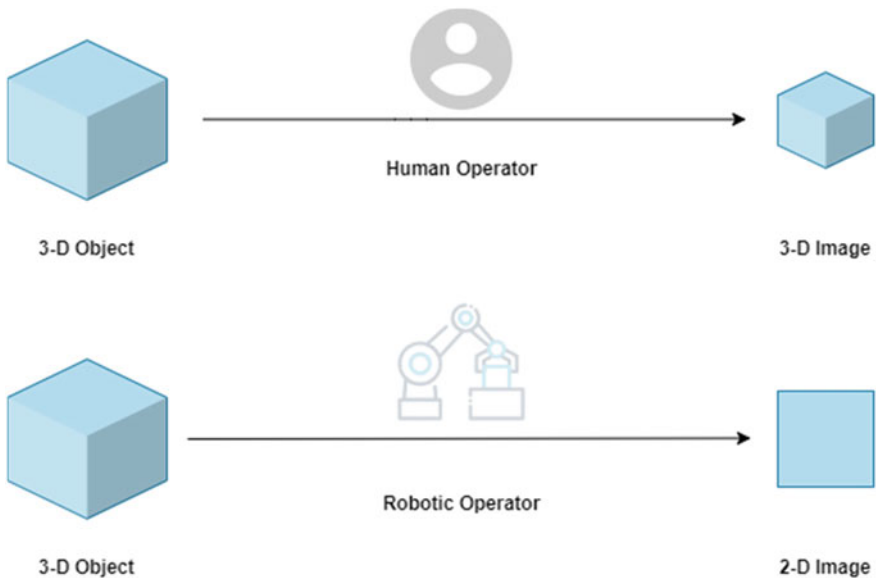 Human Operator
3-D Object
3-D Image
Robotic Operator
3-D Object
2-D Image